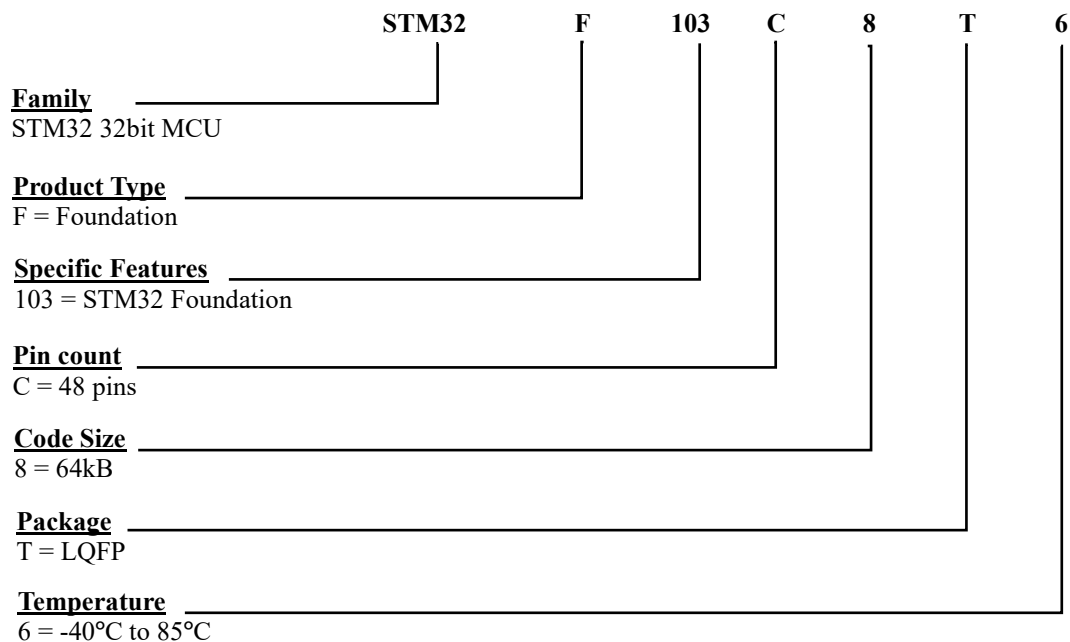 STM32 F 103 C 8 T 6
Family
STM32 32bit MCU
Product Type
F = Foundation
Specific Features
103 = STM32 Foundation
Pin count
C = 48 pins
Code Size
8 = 64kB
Package
T = LQFP
Temperature
6 = -40°C to 85°C